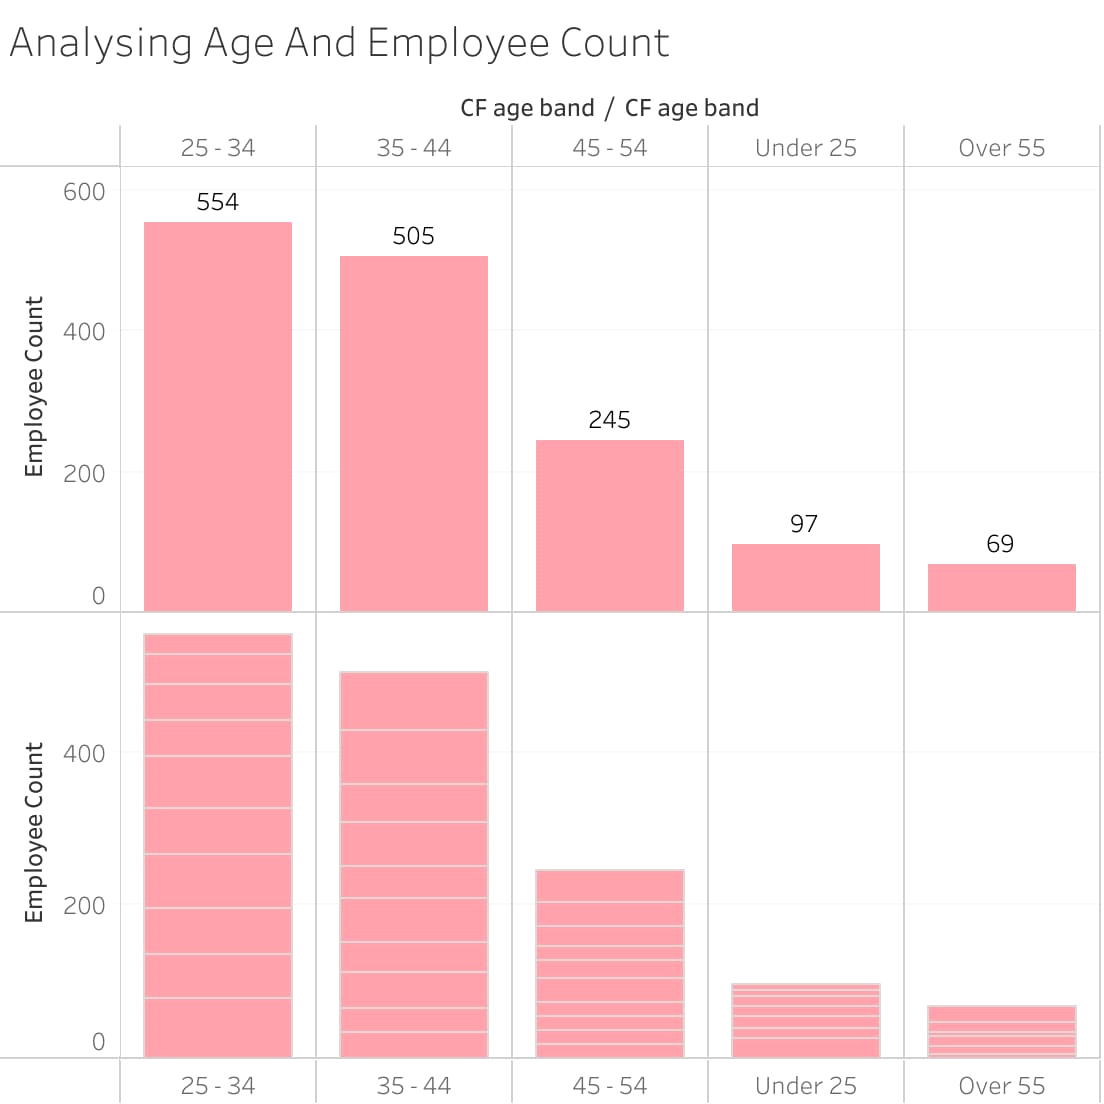 Analysing Age And Employee Count
CF age band / CF age band
25 - 34 35 - 44 45 - 54 Under 25 Over 55
600
554
505
400
Employee Count
245
200
97
69
0
400
Employee Count
200
0
25 - 34 35 - 44 45 - 54 Under 25 Over 55